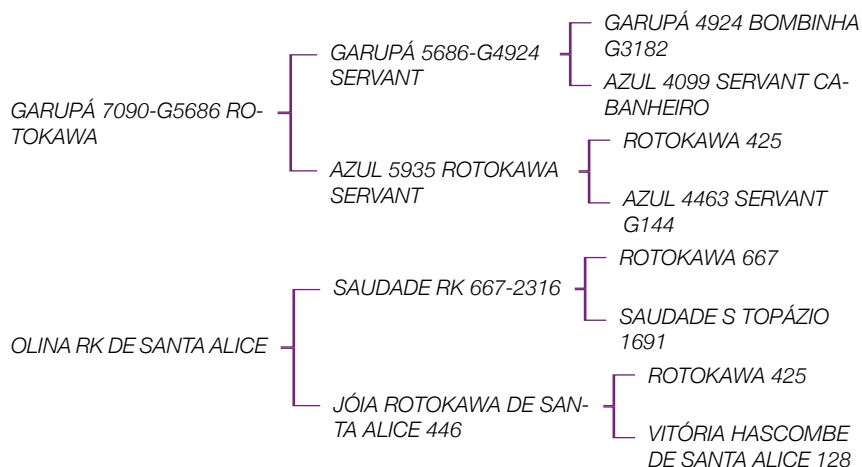 GARUPÁ 7090-G5686 RO-
TOKAWA
GARUPÁ 5686-G4924
SERVANT
GARUPÁ 4924 BOMBINHA
G3182
AZUL 4099 SERVANT CA-
BANHEIRO
AZUL 5935 ROTOKAWA
SERVANT
ROTOKAWA 425
AZUL 4463 SERVANT
G144
OLINA RK DE SANTA ALICE
SAUDADE RK 667-2316
ROTOKAWA 667
SAUDADE S TOPÁZIO
1691
JÓIA ROTOKAWA DE SAN-
TA ALICE 446
ROTOKAWA 425
VITÓRIA HASCOMBE
DE SANTA ALICE 128